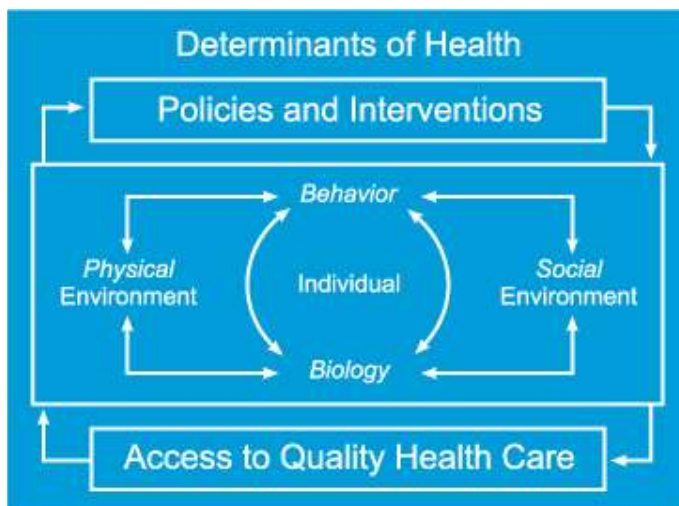 Determinants of Health
Policies and Interventions
Behavior
Physical
Environment
Individual
Social
Environment
Biology
Access to Quality Health Care